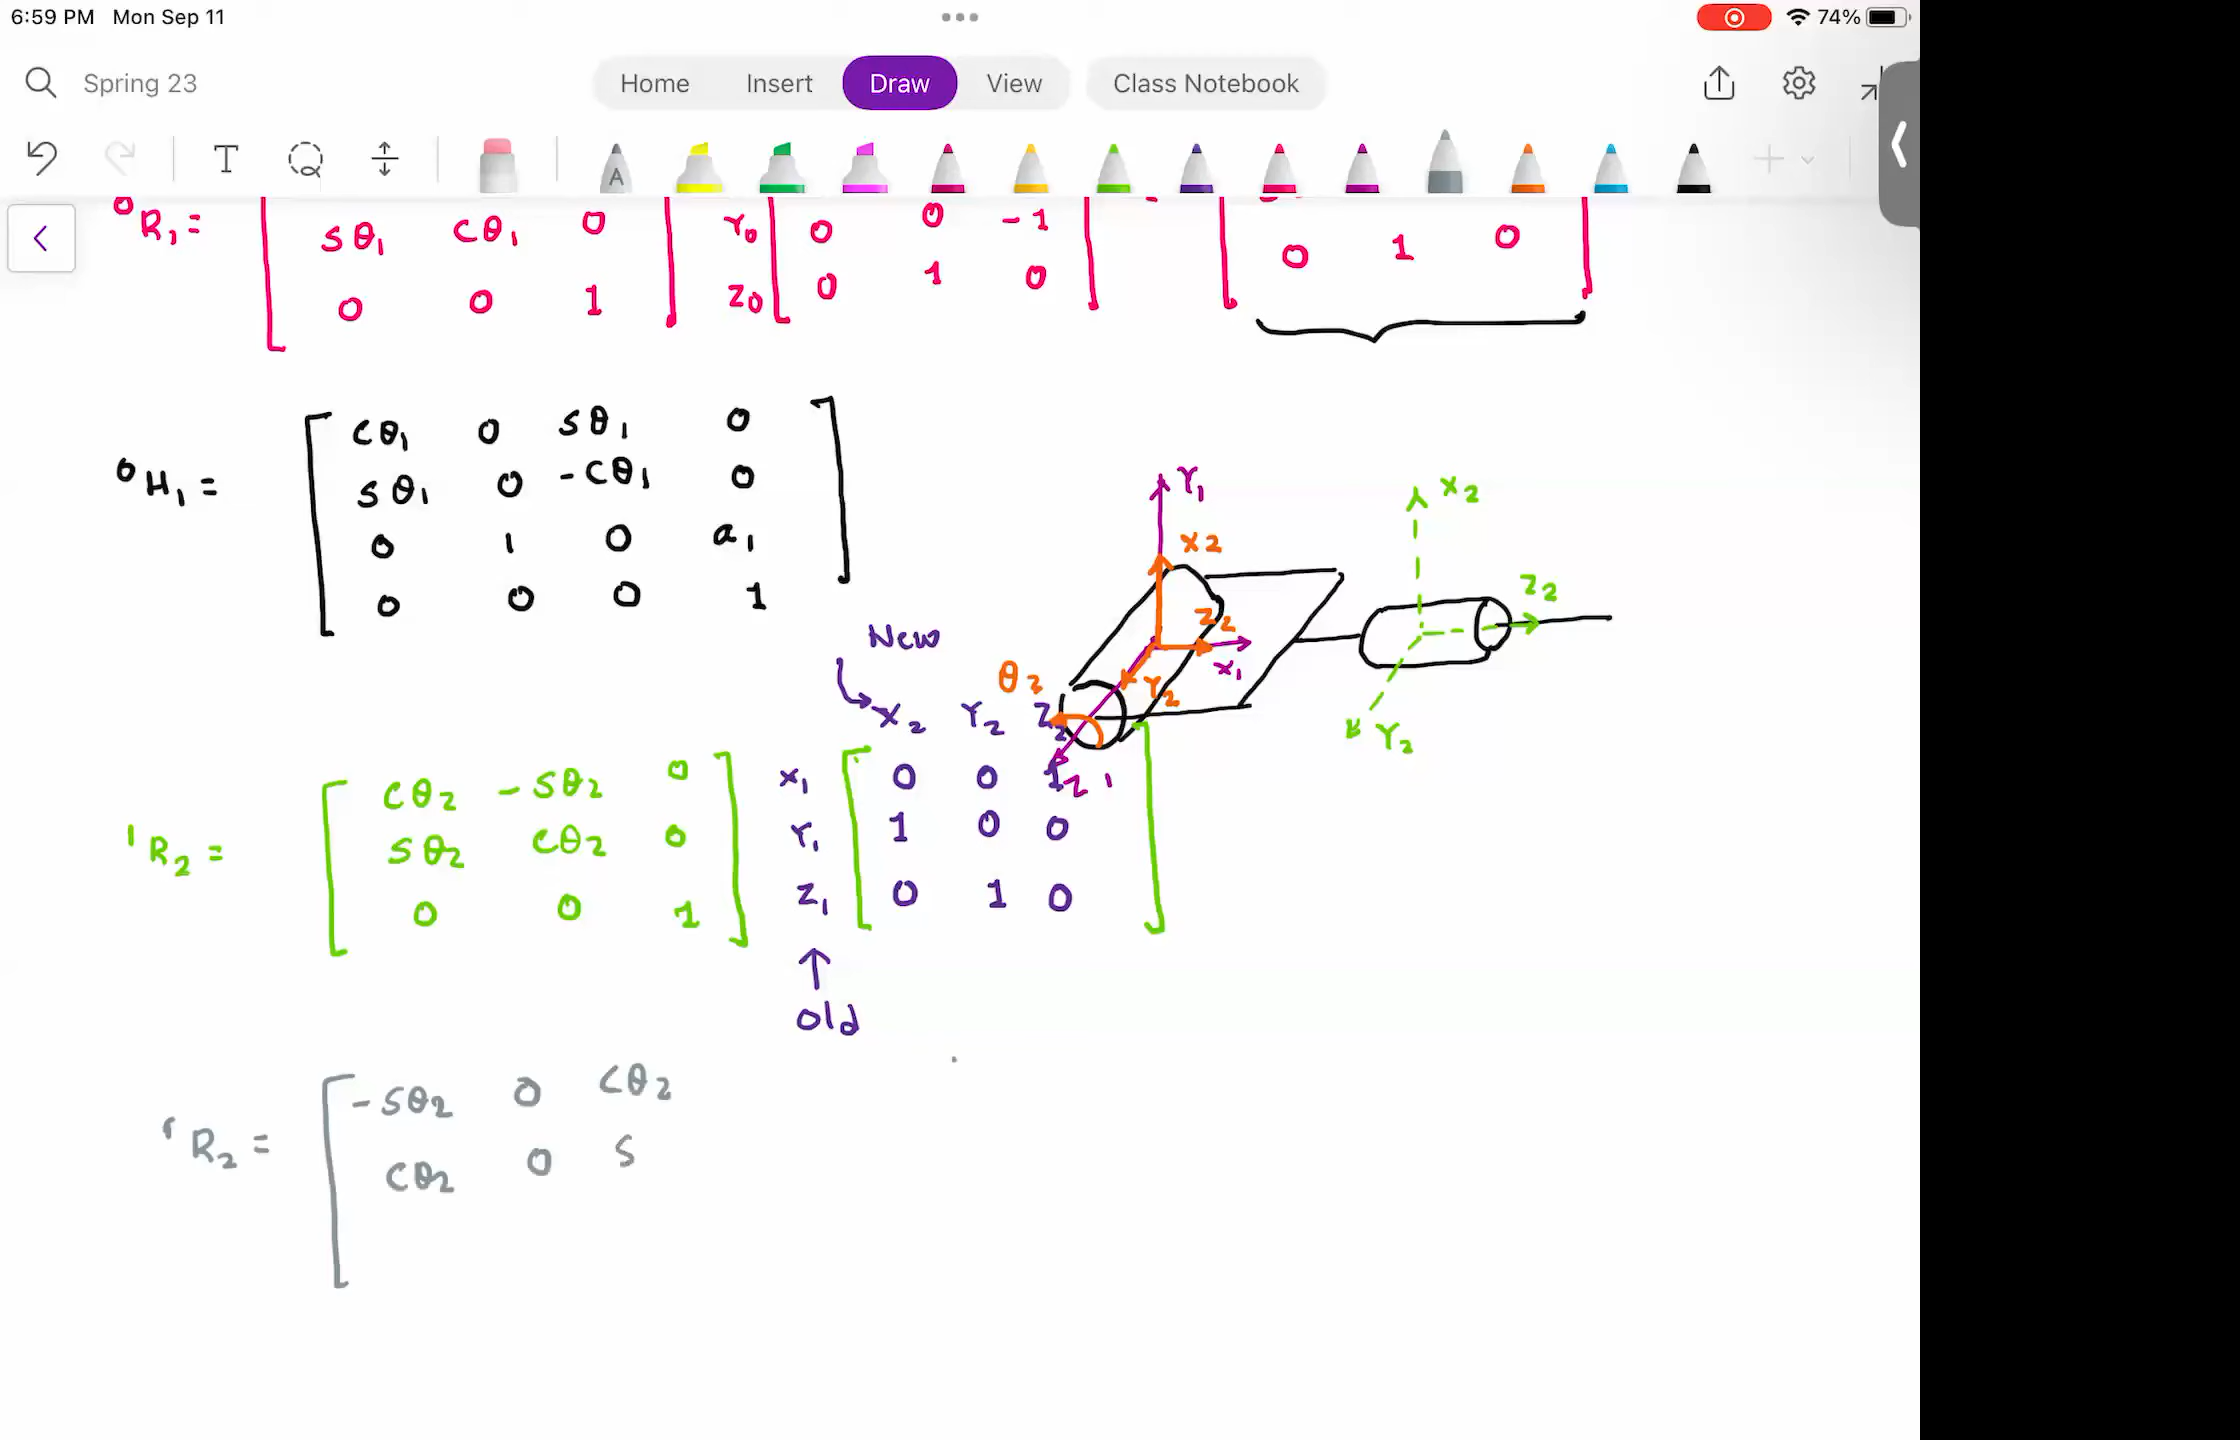 6:59 PM Mon Sep 11
74%
Spring 23
Home Insert Draw View Class Notebook
T A
⁰R₁ = sθ₁ cθ₁ 0 Y₀ 0 0 -1
0 1 0
0 0 1 Z₀ 0 1 0
⁰H₁ =
cθ₁ 0 sθ₁ 0
sθ₁ 0 -cθ₁ 0
0 1 0 a₁
0 0 0 1
Y₁
X₂
Z₂
X₁
Y₂
θ₂
Z₁
X₂
Z₂
Y₂
New
X₂ Y₂ Z₂
¹R₂ =
cθ₂ -sθ₂ 0 X₁ 0 0 1
sθ₂ cθ₂ 0 Y₁ 1 0 0
0 0 1 Z₁ 0 1 0
old
¹R₂ =
-sθ₂ 0 cθ₂
cθ₂ 0 s